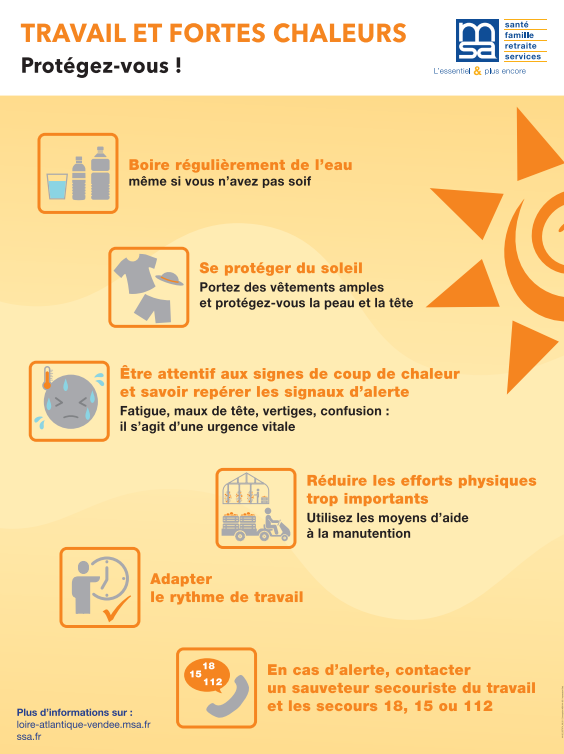 TRAVAIL ET FORTES CHALEURS
Protégez-vous !
msa
santé
famille
retraite
services
L'essentiel & plus encore
Boire régulièrement de l'eau
même si vous n'avez pas soif
Se protéger du soleil
Portez des vêtements amples
et protégez-vous la peau et la tête
Être attentif aux signes de coup de chaleur
et savoir repérer les signaux d'alerte
Fatigue, maux de tête, vertiges, confusion :
il s'agit d'une urgence vitale
Réduire les efforts physiques
trop importants
Utilisez les moyens d'aide
à la manutention
Adapter
le rythme de travail
18
15
112
En cas d'alerte, contacter
un sauveteur secouriste du travail
et les secours 18, 15 ou 112
Plus d'informations sur :
loire-atlantique-vendee.msa.fr
ssa.fr